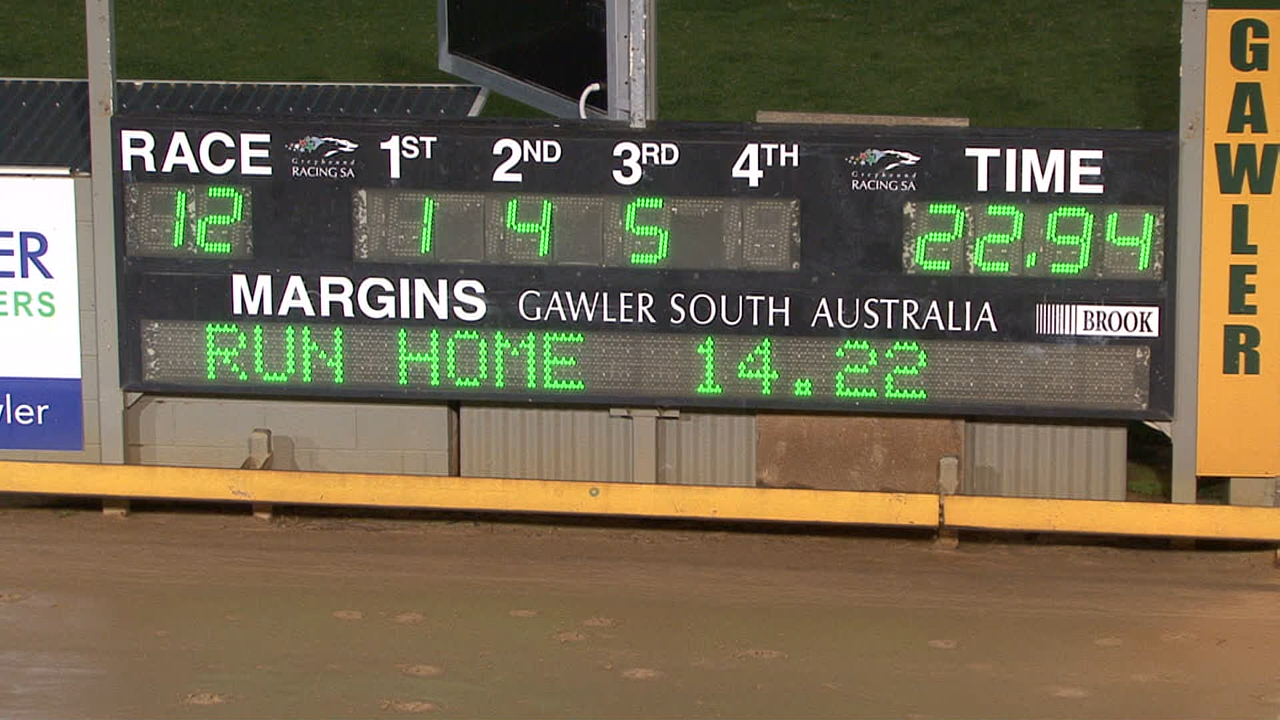 RACE Greyhound RACING SA 1ST 2ND 3RD 4TH Greyhound RACING SA TIME
12 1 4 5 22.94
MARGINS GAWLER SOUTH AUSTRALIA BROOK
RUN HOME 14.22
GAWLER
ER
ERS
ler